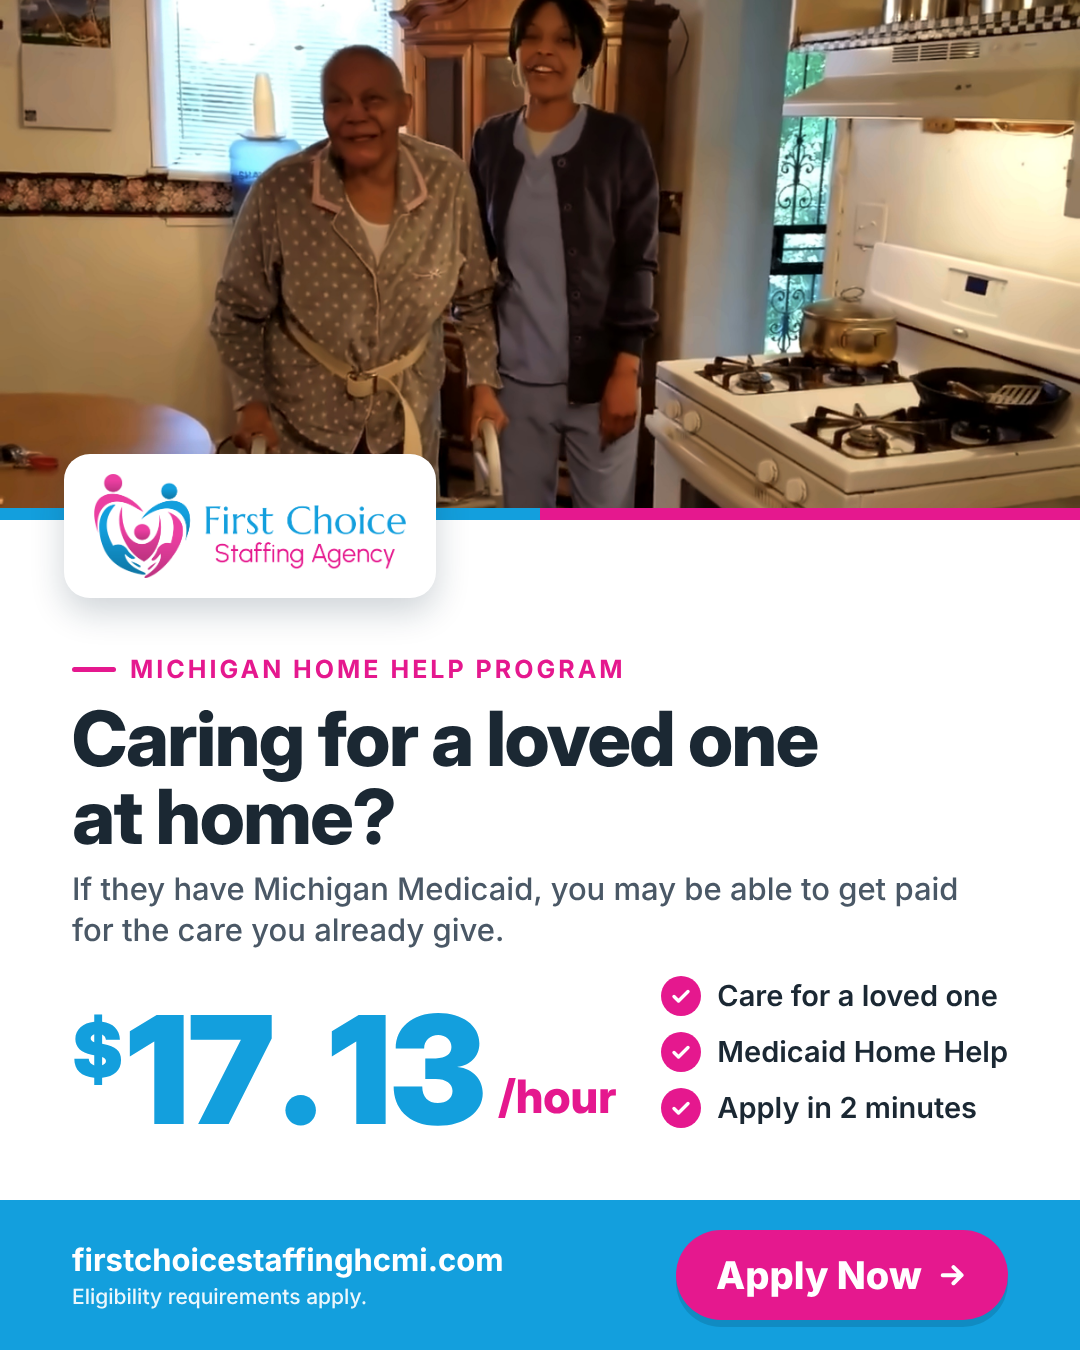 First Choice
Staffing Agency
MICHIGAN HOME HELP PROGRAM
Caring for a loved one
at home?
If they have Michigan Medicaid, you may be able to get paid
for the care you already give.
$17.13 /hour
Care for a loved one
Medicaid Home Help
Apply in 2 minutes
firstchoicestaffinghcmi.com
Eligibility requirements apply.
Apply Now →